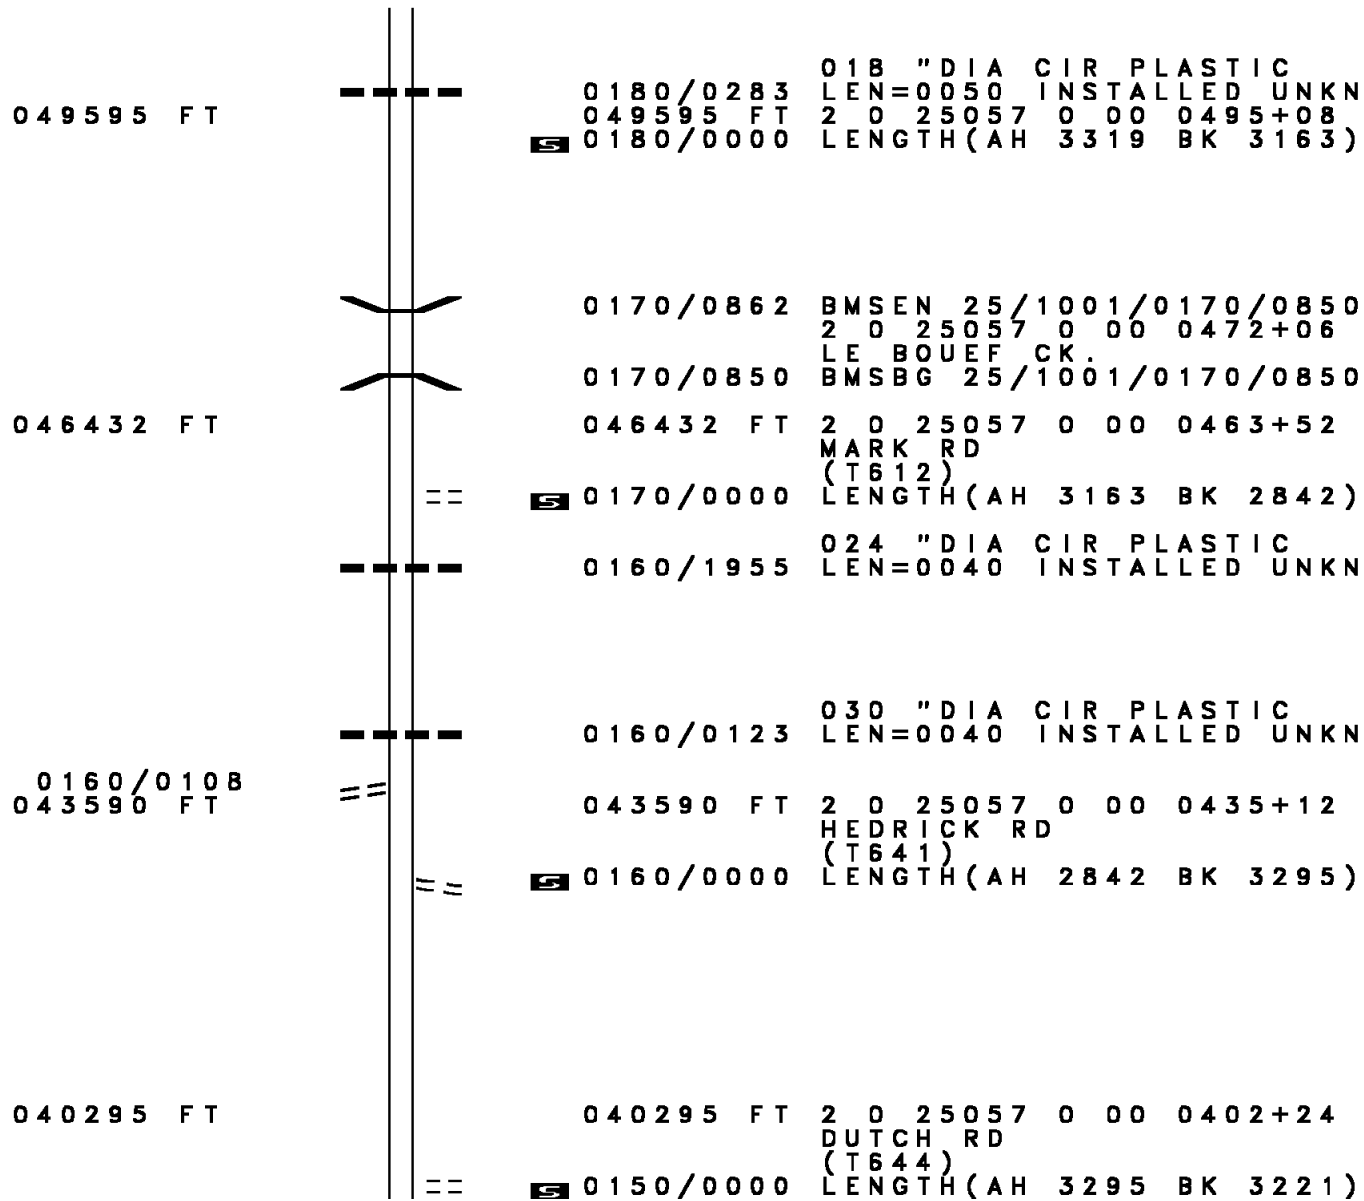 018 "DIA CIR PLASTIC
0180/0283 LEN=0050 INSTALLED UNKN
049595 FT 049595 FT 2 0 25057 0 00 0495+08
S 0180/0000 LENGTH(AH 3319 BK 3163)
0170/0862 BMSEN 25/1001/0170/0850
2 0 25057 0 00 0472+06
LE BOUEF CK.
0170/0850 BMSBG 25/1001/0170/0850
046432 FT 046432 FT 2 0 25057 0 00 0463+52
MARK RD
(T612)
S 0170/0000 LENGTH(AH 3163 BK 2842)
024 "DIA CIR PLASTIC
0160/1955 LEN=0040 INSTALLED UNKN
030 "DIA CIR PLASTIC
0160/0123 LEN=0040 INSTALLED UNKN
0160/0108
043590 FT 043590 FT 2 0 25057 0 00 0435+12
HEDRICK RD
(T641)
S 0160/0000 LENGTH(AH 2842 BK 3295)
040295 FT 040295 FT 2 0 25057 0 00 0402+24
DUTCH RD
(T644)
S 0150/0000 LENGTH(AH 3295 BK 3221)